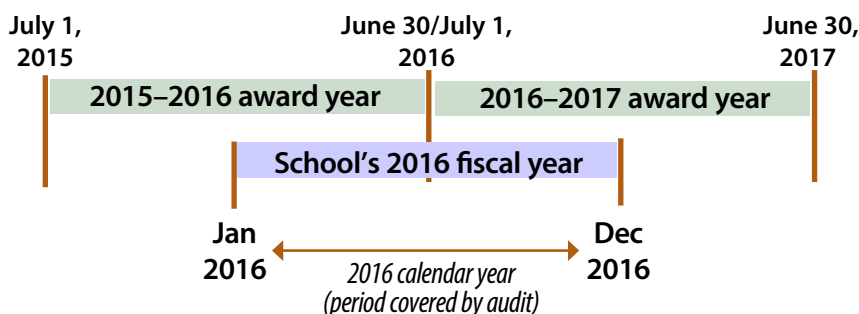 July 1,
2015
June 30/July 1,
2016
June 30,
2017
2015–2016 award year
2016–2017 award year
School’s 2016 fiscal year
Jan
2016
Dec
2016
2016 calendar year
(period covered by audit)